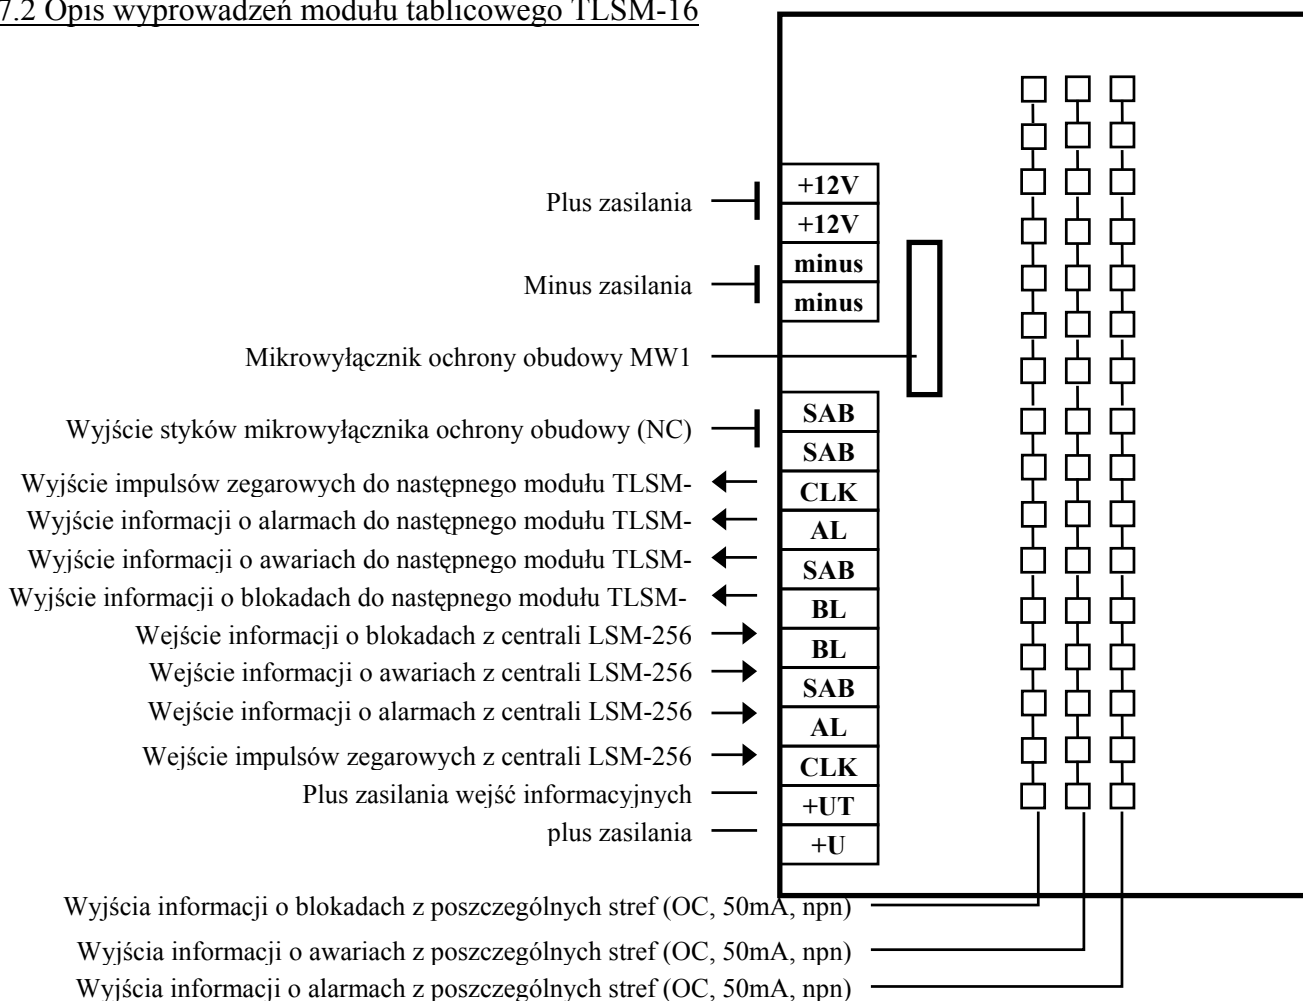 7.2 Opis wyprowadzeń modułu tablicowego TLSM-16
Plus zasilania
+12V
+12V
Minus zasilania
minus
minus
Mikrowyłącznik ochrony obudowy MW1
Wyjście styków mikrowyłącznika ochrony obudowy (NC)
SAB
SAB
Wyjście impulsów zegarowych do następnego modułu TLSM-
CLK
Wyjście informacji o alarmach do następnego modułu TLSM-
AL
Wyjście informacji o awariach do następnego modułu TLSM-
SAB
Wyjście informacji o blokadach do następnego modułu TLSM-
BL
Wejście informacji o blokadach z centrali LSM-256
BL
Wejście informacji o awariach z centrali LSM-256
SAB
Wejście informacji o alarmach z centrali LSM-256
AL
Wejście impulsów zegarowych z centrali LSM-256
CLK
Plus zasilania wejść informacyjnych
+UT
plus zasilania
+U
Wyjścia informacji o blokadach z poszczególnych stref (OC, 50mA, npn)
Wyjścia informacji o awariach z poszczególnych stref (OC, 50mA, npn)
Wyjścia informacji o alarmach z poszczególnych stref (OC, 50mA, npn)